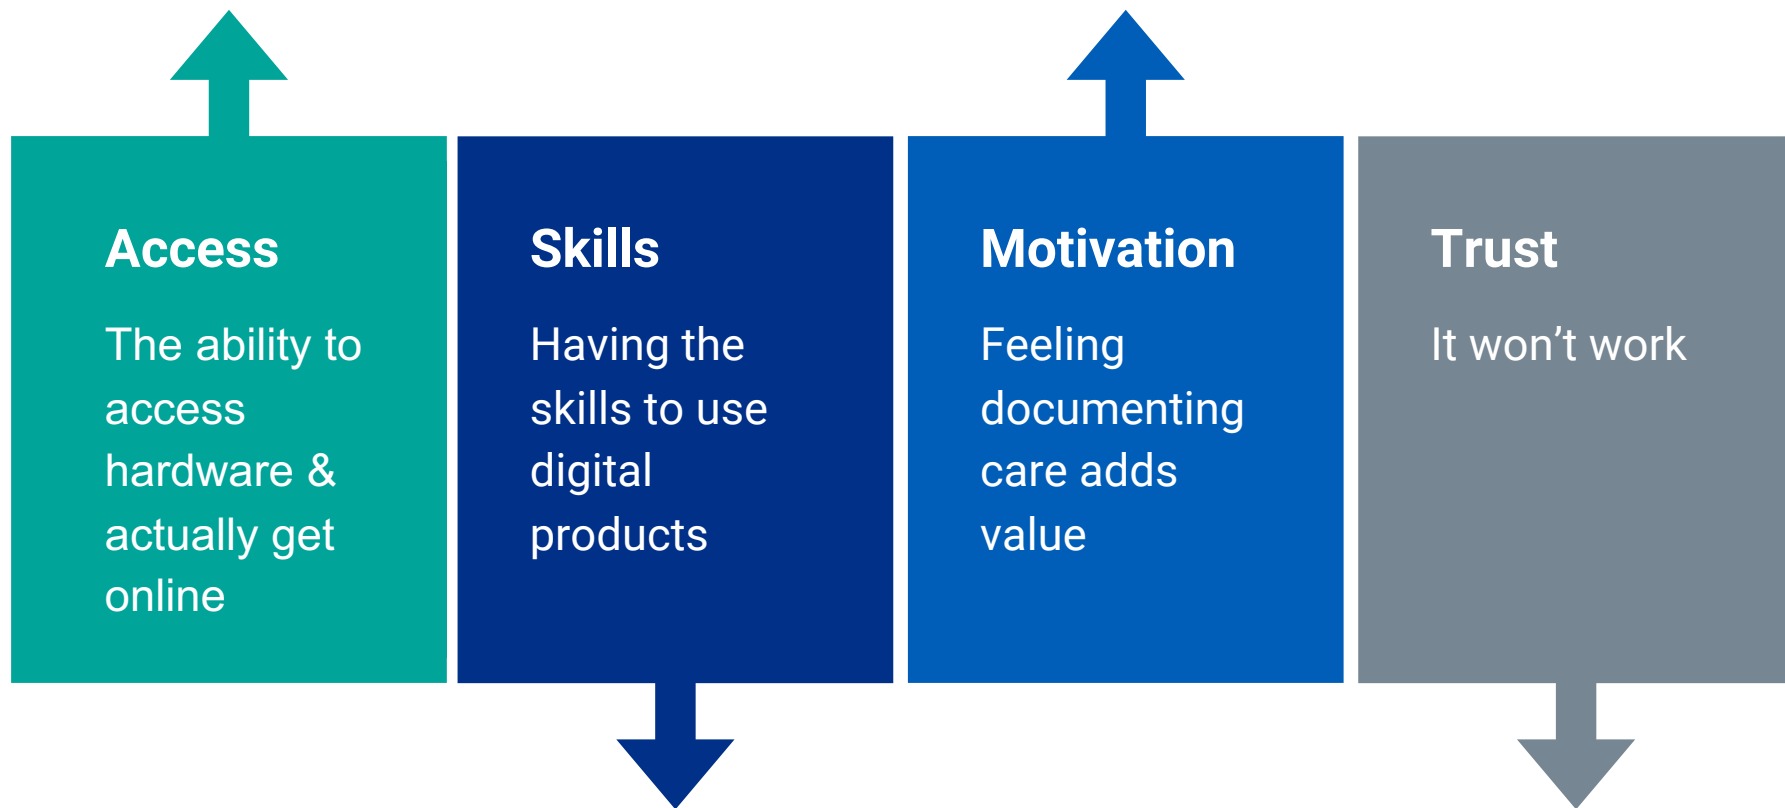 Access
The ability to
access
hardware &
actually get
online
Skills
Having the
skills to use
digital
products
Motivation
Feeling
documenting
care adds
value
Trust
It won’t work